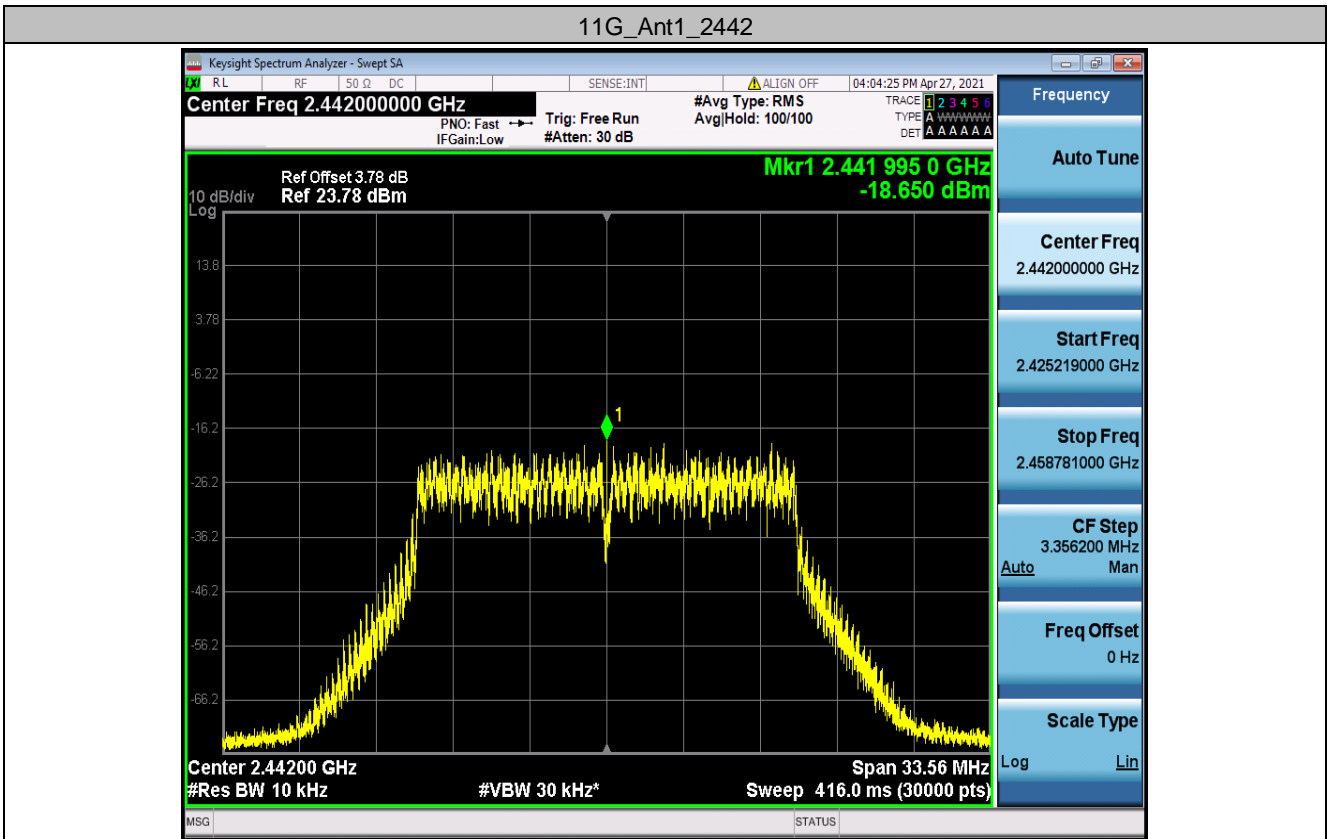 11G_Ant1_2442
Keysight Spectrum Analyzer - Swept SA
LXI RL RF 50 Ω DC SENSE:INT ALIGN OFF 04:04:25 PM Apr 27, 2021
Center Freq 2.442000000 GHz
PNO: Fast
IFGain:Low
Trig: Free Run
#Atten: 30 dB
#Avg Type: RMS
Avg|Hold: 100/100
TRACE 1 2 3 4 5 6
TYPE A WWWWW
DET A A A A A A
Mkr1 2.441 995 0 GHz
-18.650 dBm
Ref Offset 3.78 dB
10 dB/div Ref 23.78 dBm
Log
13.8
3.78
-6.22
-16.2
-26.2
-36.2
-46.2
-56.2
-66.2
1
Center 2.44200 GHz Span 33.56 MHz
#Res BW 10 kHz #VBW 30 kHz* Sweep 416.0 ms (30000 pts)
MSG STATUS
Frequency
Auto Tune
Center Freq
2.442000000 GHz
Start Freq
2.425219000 GHz
Stop Freq
2.458781000 GHz
CF Step
3.356200 MHz
Auto Man
Freq Offset
0 Hz
Scale Type
Log Lin